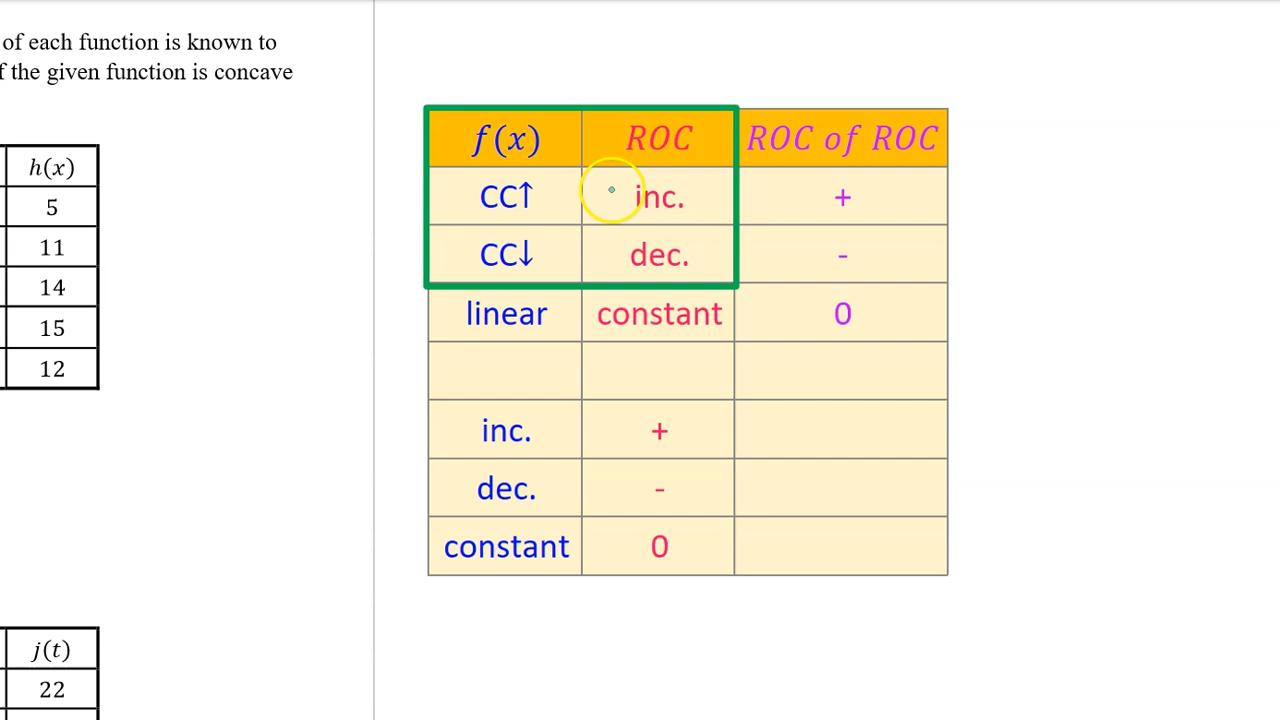 of each function is known to
f the given function is concave
h(x)
5
11
14
15
12
j(t)
22
f(x) ROC ROC of ROC
CC↑ inc. +
CC↓ dec. -
linear constant 0
inc. +
dec. -
constant 0